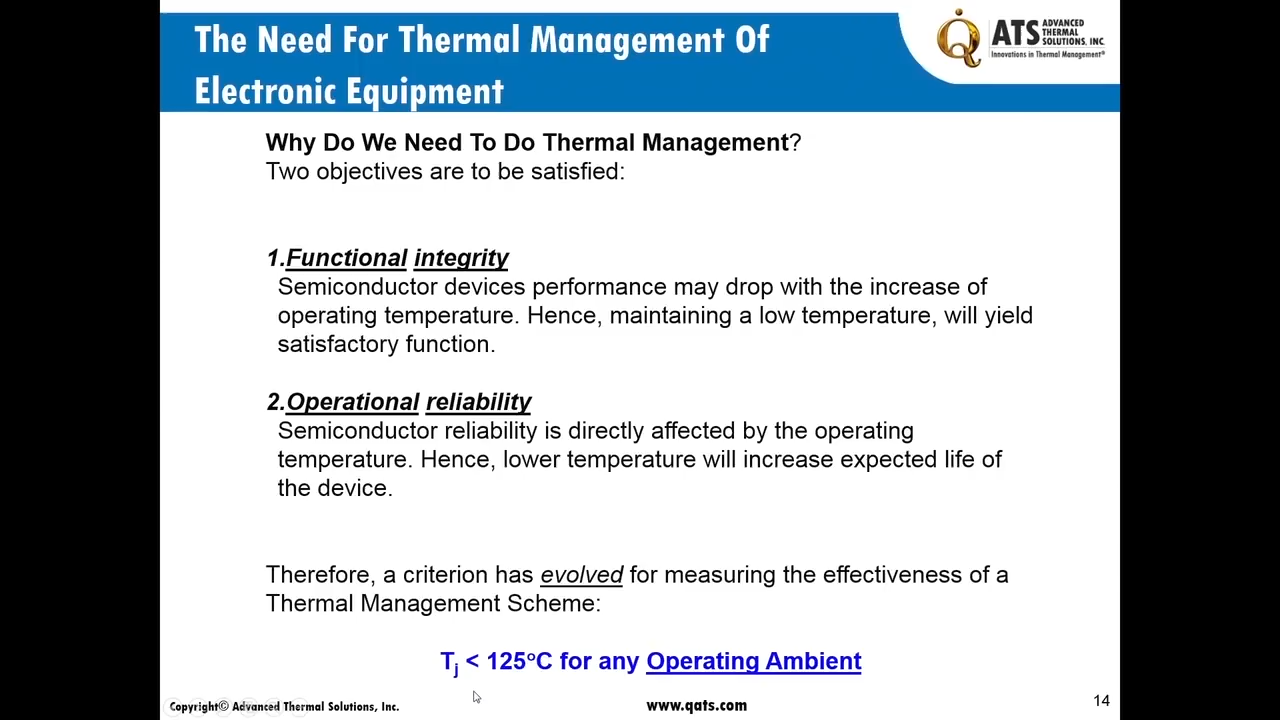 The Need For Thermal Management Of
Electronic Equipment
ATS ADVANCED THERMAL SOLUTIONS, INC.
Innovations in Thermal Management®
Why Do We Need To Do Thermal Management?
Two objectives are to be satisfied:
1.Functional integrity
Semiconductor devices performance may drop with the increase of
operating temperature. Hence, maintaining a low temperature, will yield
satisfactory function.
2.Operational reliability
Semiconductor reliability is directly affected by the operating
temperature. Hence, lower temperature will increase expected life of
the device.
Therefore, a criterion has evolved for measuring the effectiveness of a
Thermal Management Scheme:
Tj < 125°C for any Operating Ambient
Copyright© Advanced Thermal Solutions, Inc.
www.qats.com
14